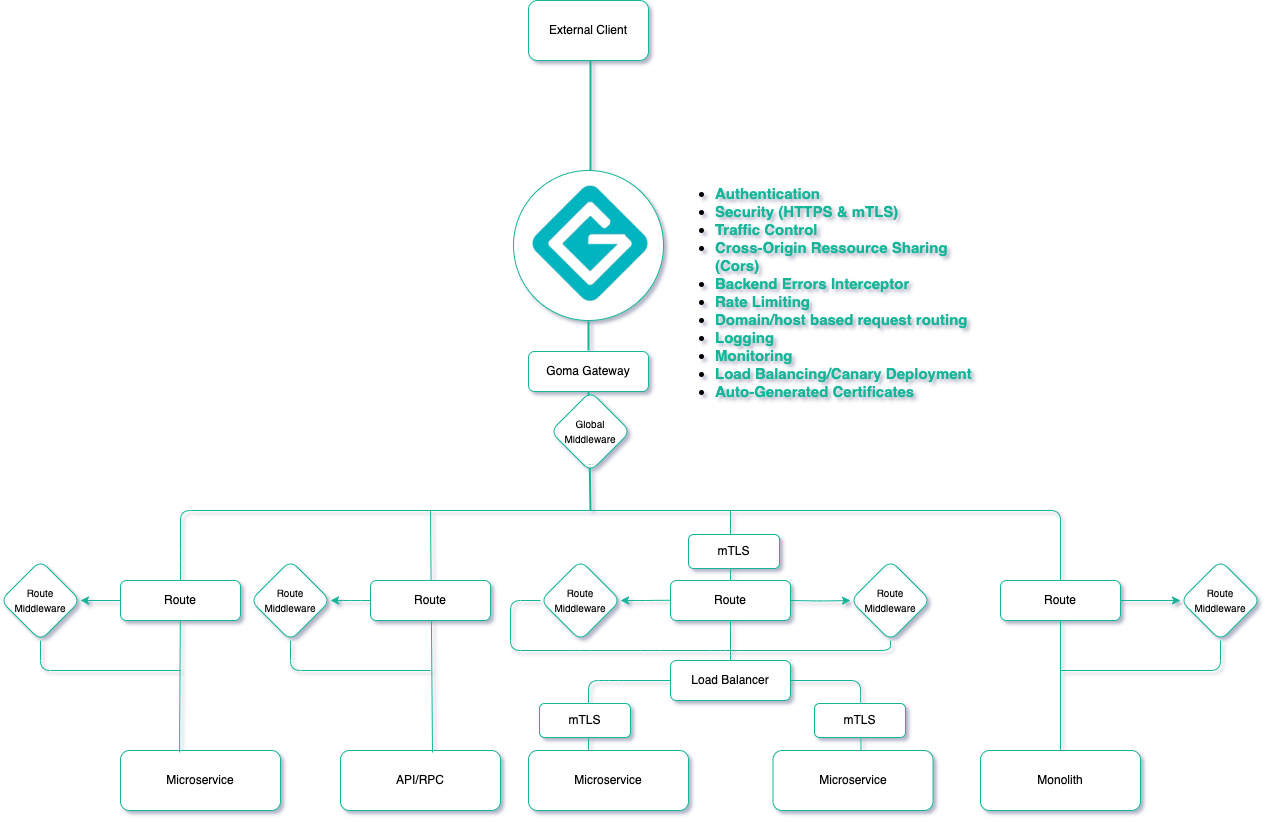 External Client
Authentication
Security (HTTPS & mTLS)
Traffic Control
Cross-Origin Ressource Sharing
(Cors)
Backend Errors Interceptor
Rate Limiting
Domain/host based request routing
Logging
Monitoring
Load Balancing/Canary Deployment
Auto-Generated Certificates
Goma Gateway
Global
Middleware
mTLS
Route
Middleware
Route
Route
Middleware
Route
Route
Middleware
Route
Route
Middleware
Route
Route
Middleware
Load Balancer
mTLS
mTLS
Microservice
API/RPC
Microservice
Microservice
Monolith